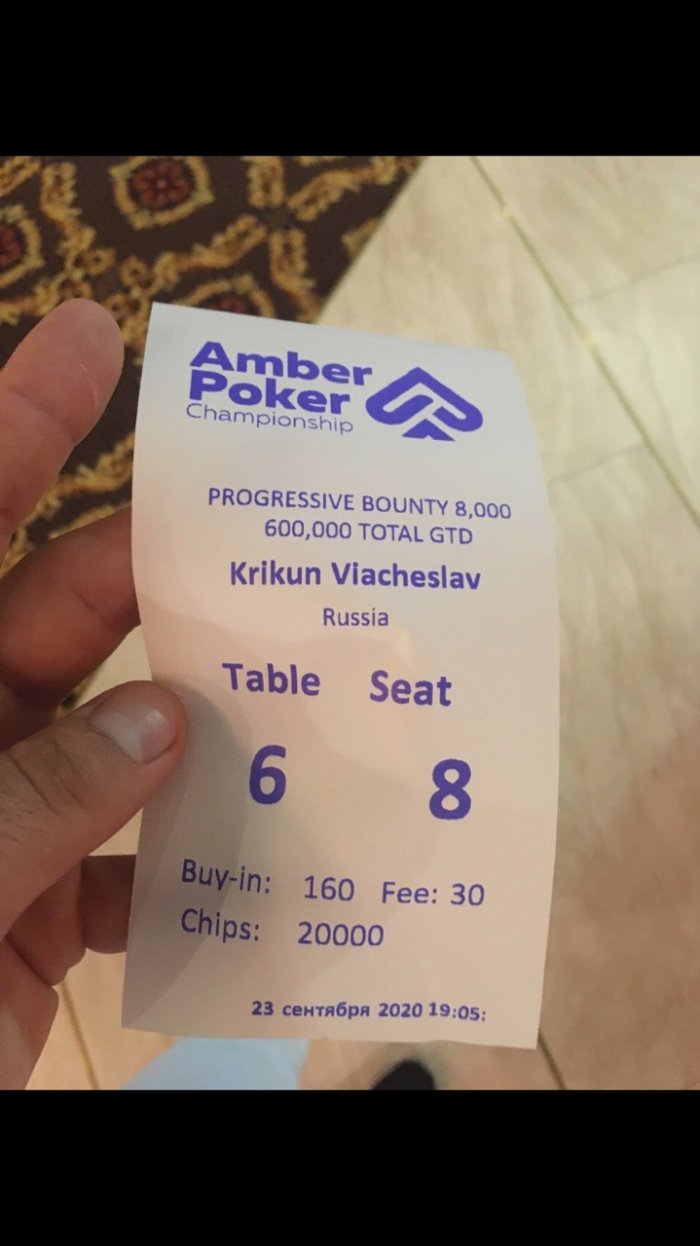 Amber
Poker
Championship
PROGRESSIVE BOUNTY 8,000
600,000 TOTAL GTD
Krikun Viacheslav
Russia
Table Seat
6 8
Buy-in: 160 Fee: 30
Chips: 20000
23 сентября 2020 19:05: